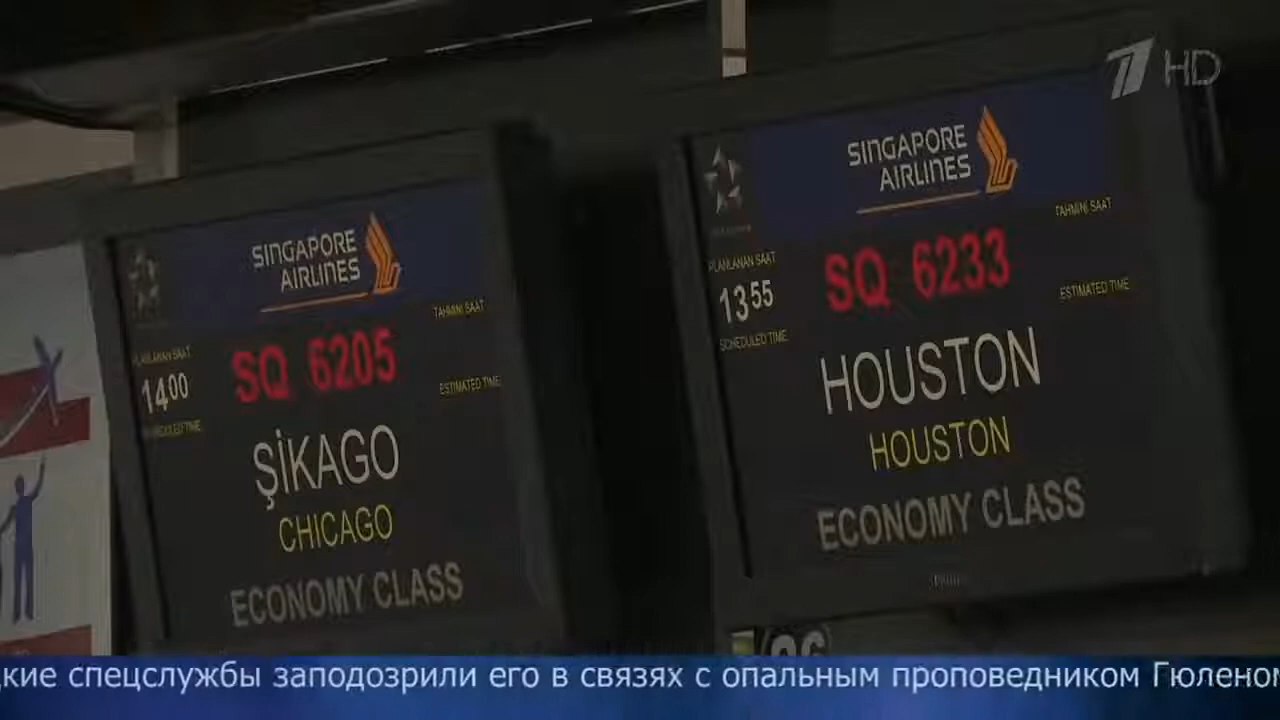 HD
SINGAPORE
AIRLINES
PLANLANAN SAAT
14 00
SCHEDULED TIME
TAHMINI SAAT
SQ 6205
ESTIMATED TIME
ŞİKAGO
CHICAGO
ECONOMY CLASS
SINGAPORE
AIRLINES
PLANLANAN SAAT
13 55
SCHEDULED TIME
TAHMINI SAAT
SQ 6233
ESTIMATED TIME
HOUSTON
HOUSTON
ECONOMY CLASS
кие спецслужбы заподозрили его в связях с опальным проповедником Гюленом